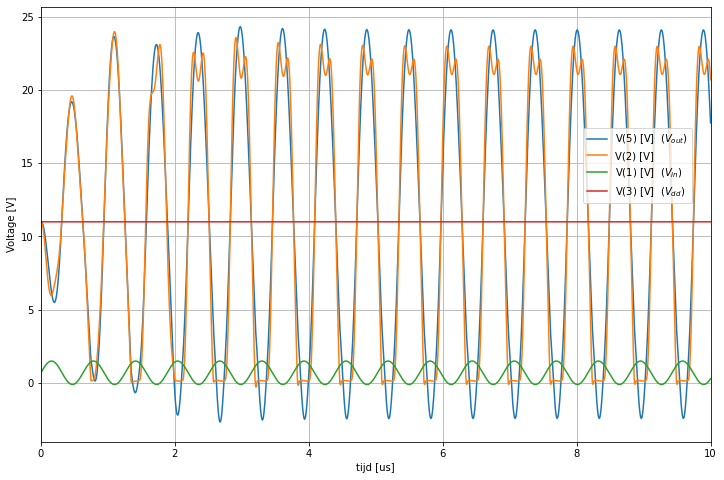 25
20
15
10
5
0
Voltage [V]
V(5) [V]  (V_out)
V(2) [V]
V(1) [V]  (V_in)
V(3) [V]  (V_dd)
0 2 4 6 8 10
tijd [us]